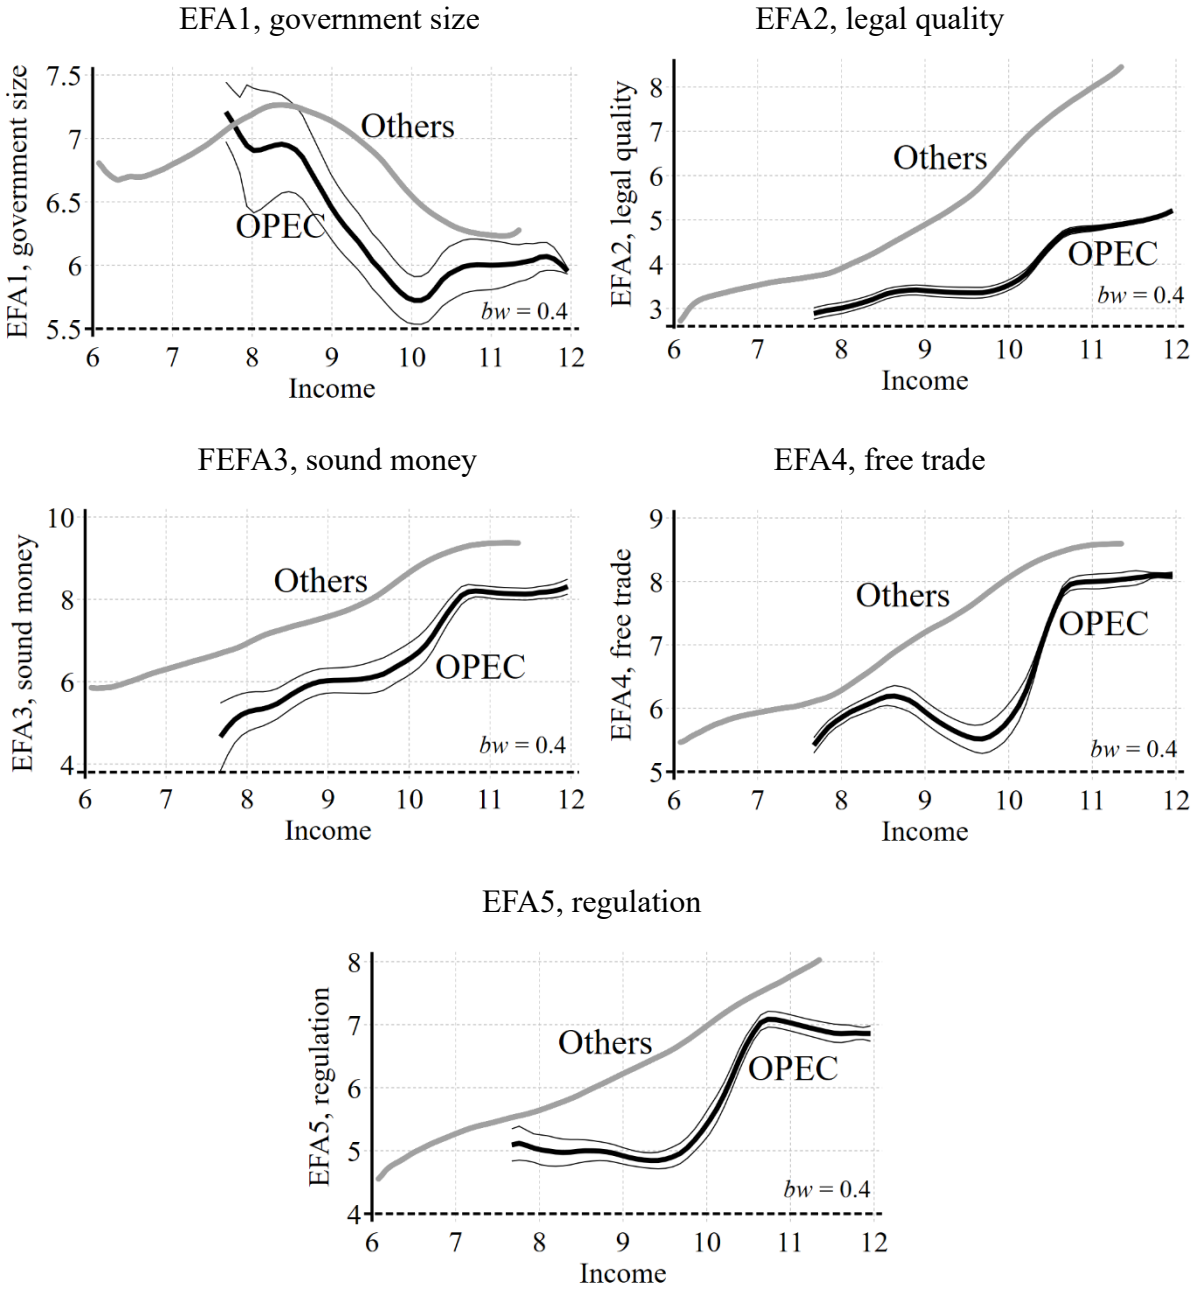 EFA1, government size
EFA2, legal quality
EFA1, government size
7.5
7
6.5
6
5.5
Others
OPEC
bw = 0.4
6 7 8 9 10 11 12
Income
EFA2, legal quality
8
7
6
5
4
3
Others
OPEC
bw = 0.4
6 7 8 9 10 11 12
Income
FEFA3, sound money
EFA4, free trade
EFA3, sound money
10
8
6
4
Others
OPEC
bw = 0.4
6 7 8 9 10 11 12
Income
EFA4, free trade
9
8
7
6
5
Others
OPEC
bw = 0.4
6 7 8 9 10 11 12
Income
EFA5, regulation
EFA5, regulation
8
7
6
5
4
Others
OPEC
bw = 0.4
6 7 8 9 10 11 12
Income